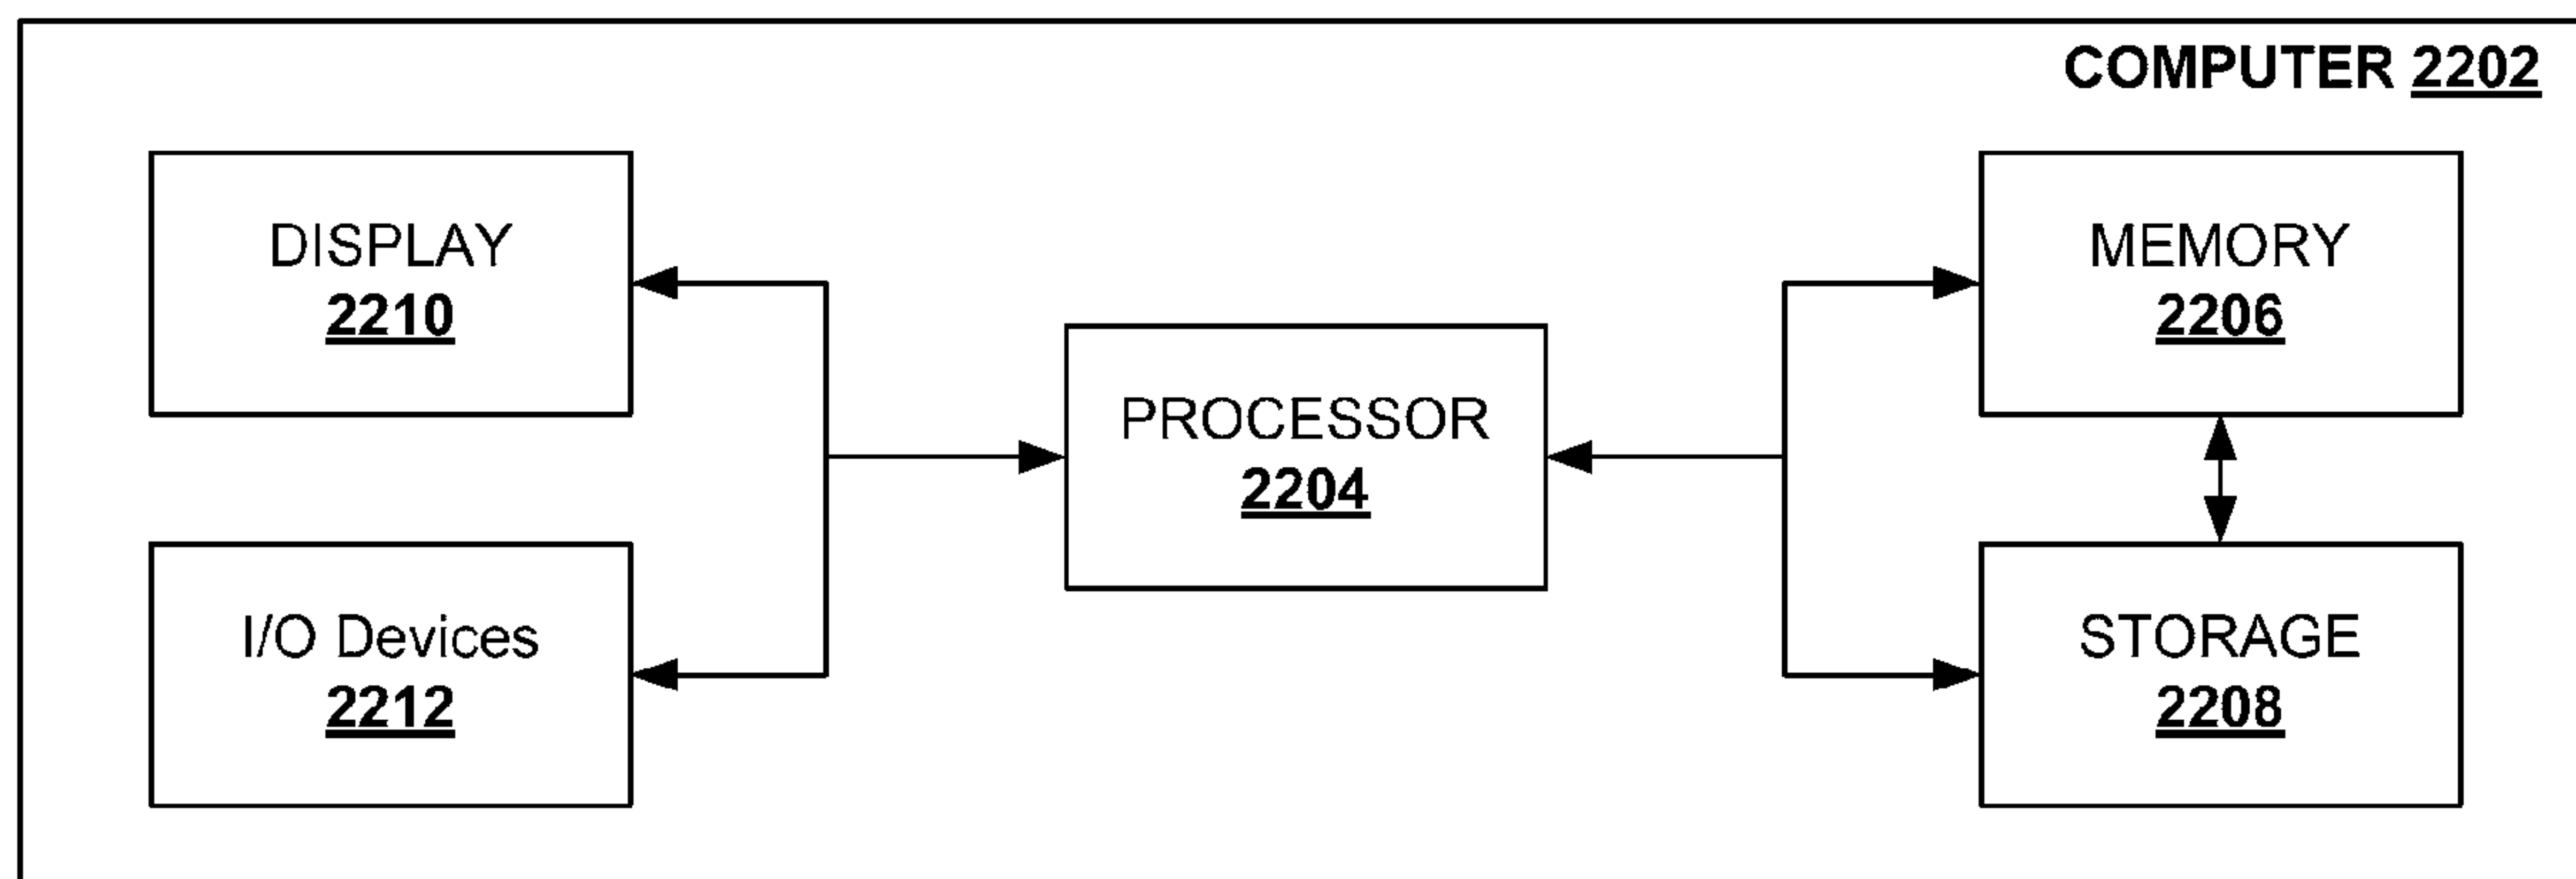 COMPUTER 2202
DISPLAY
2210
MEMORY
2206
PROCESSOR
2204
I/O Devices
2212
STORAGE
2208